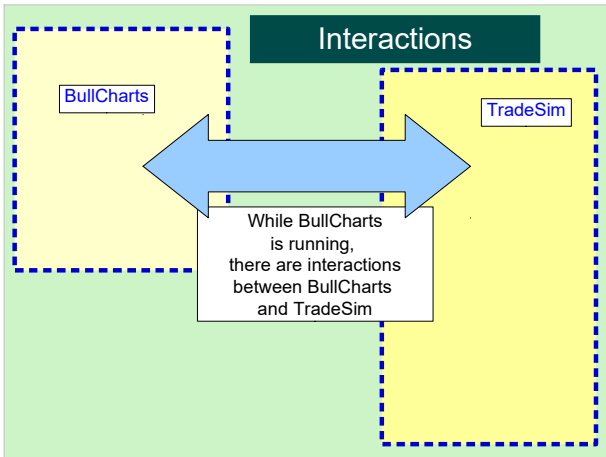 Interactions
BullCharts
TradeSim
While BullCharts
is running,
there are interactions
between BullCharts
and TradeSim